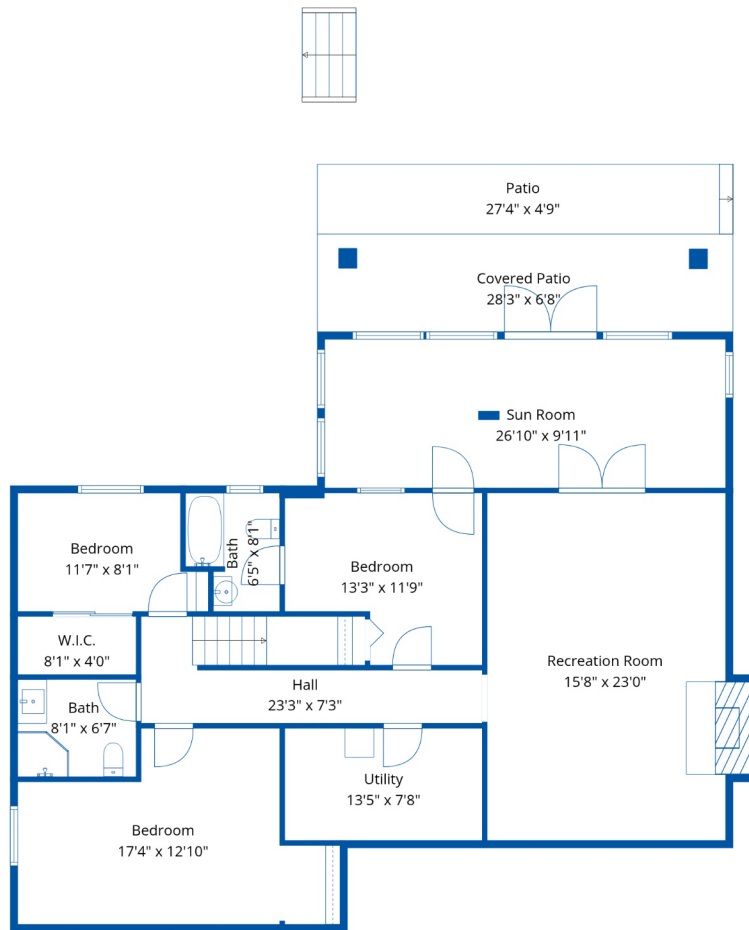 Patio
27'4" x 4'9"
Covered Patio
28'3" x 6'8"
Sun Room
26'10" x 9'11"
Bedroom
11'7" x 8'1"
Bath
6'5" x 8'1"
Bedroom
13'3" x 11'9"
W.I.C.
8'1" x 4'0"
Recreation Room
15'8" x 23'0"
Hall
23'3" x 7'3"
Bath
8'1" x 6'7"
Utility
13'5" x 7'8"
Bedroom
17'4" x 12'10"